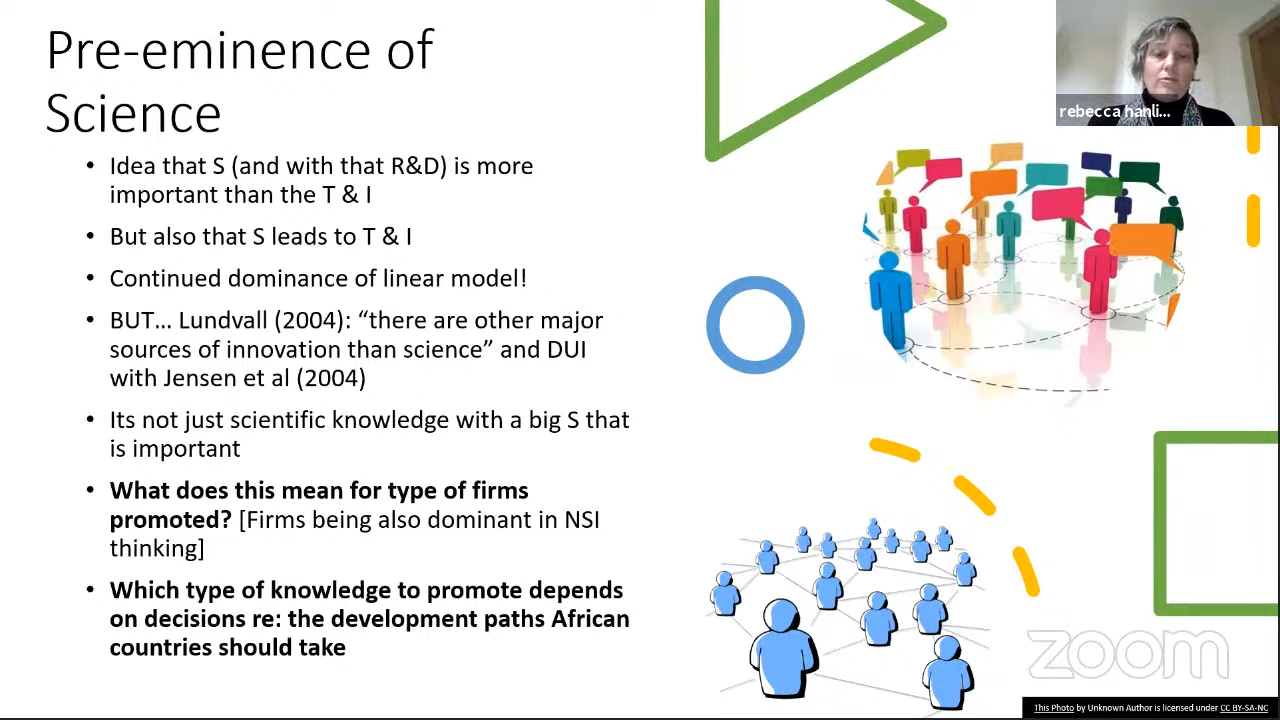 Pre-eminence of
Science
• Idea that S (and with that R&D) is more
important than the T & I
• But also that S leads to T & I
• Continued dominance of linear model!
• BUT... Lundvall (2004): “there are other major
sources of innovation than science” and DUI
with Jensen et al (2004)
• Its not just scientific knowledge with a big S that
is important
• What does this mean for type of firms
promoted? [Firms being also dominant in NSI
thinking]
• Which type of knowledge to promote depends
on decisions re: the development paths African
countries should take
rebecca hanli...
zoom
This Photo by Unknown Author is licensed under CC BY-SA-NC